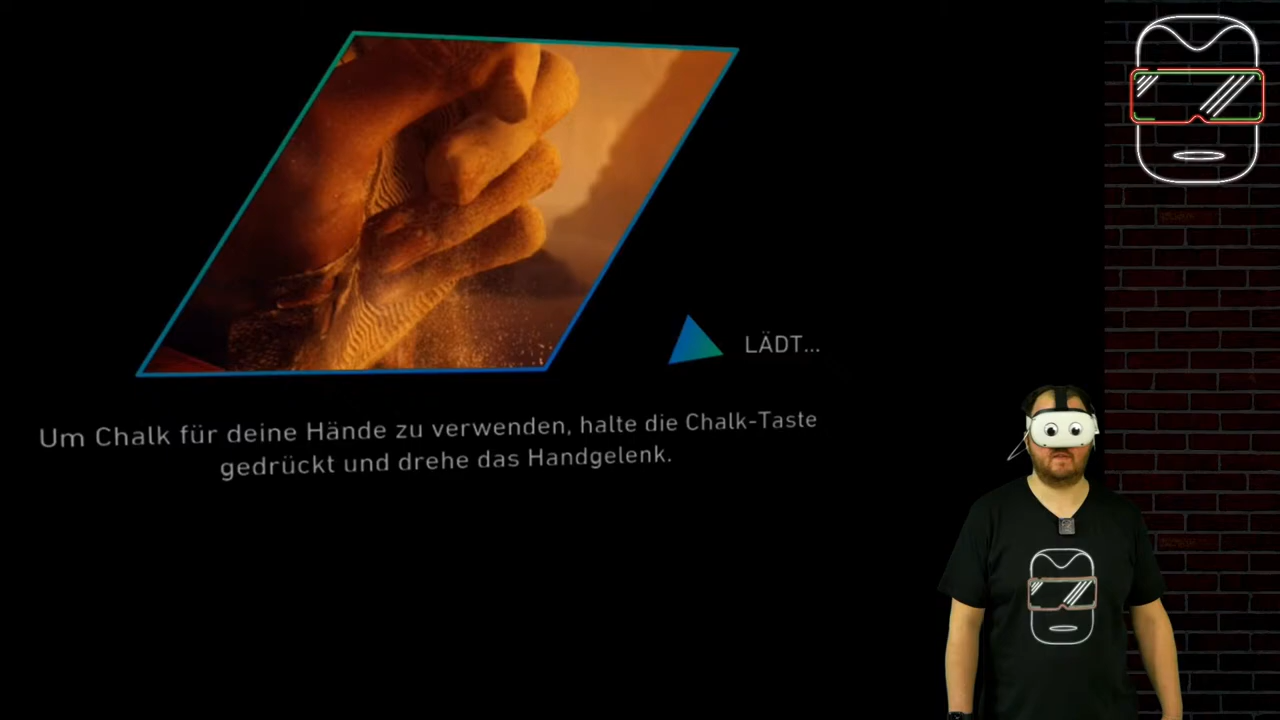 LÄDT...
Um Chalk für deine Hände zu verwenden, halte die Chalk-Taste
gedrückt und drehe das Handgelenk.